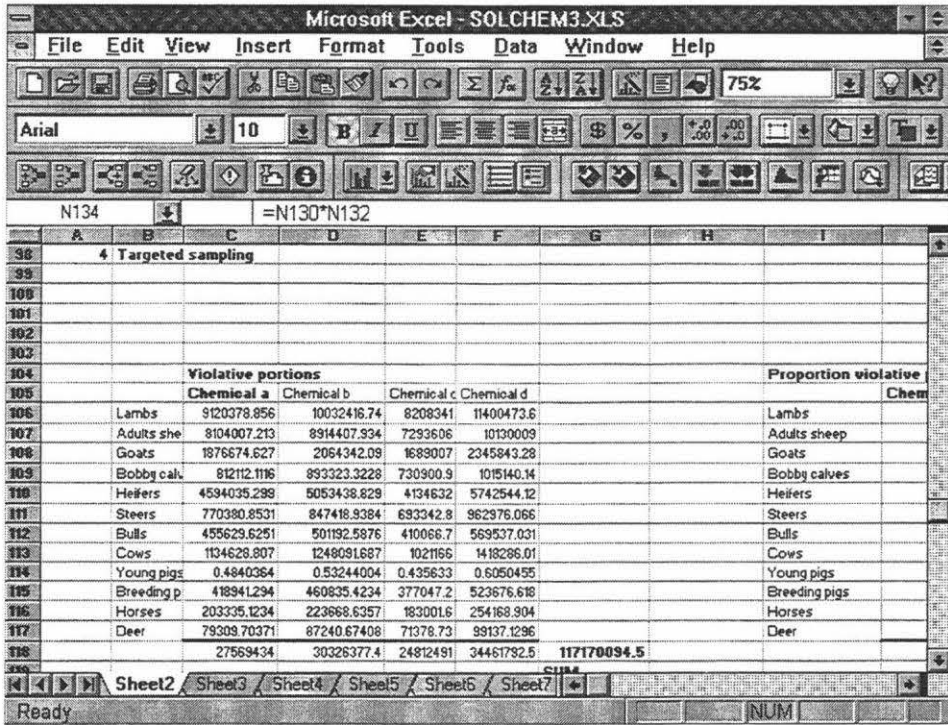 Microsoft Excel - SOLCHEM3.XLS
File Edit View Insert Format Tools Data Window Help
75%
Arial 10 B I U $ % ,
N134 =N130*N132
A B C D E F G H I
98 4 Targeted sampling
99
100
101
102
103
104 Violative portions Proportion violative
105 Chemical a Chemical b Chemical c Chemical d Chem
106 Lambs 9120378.856 10032416.74 8208341 11400473.6 Lambs
107 Adults she 8104007.213 8914407.934 7293606 10130009 Adults sheep
108 Goats 1876674.627 2064342.09 1689007 2345843.28 Goats
109 Bobby calv 812112.1116 893323.3228 730900.9 1015140.14 Bobby calves
110 Heifers 4594035.299 5053438.829 4134632 5742544.12 Heifers
111 Steers 770380.8531 847418.9384 693342.8 962976.066 Steers
112 Bulls 455629.6251 501192.5876 410066.7 569537.031 Bulls
113 Cows 1134628.807 1248091.687 1021166 1418286.01 Cows
114 Young pigs 0.4840364 0.53244004 0.435633 0.6050455 Young pigs
115 Breeding p 418941.294 460835.4234 377047.2 523676.618 Breeding pigs
116 Horses 203335.1234 223668.6357 183001.6 254168.904 Horses
117 Deer 79309.70371 87240.67408 71378.73 99137.1296 Deer
118 27569434 30326377.4 24812491 34461792.5 117170094.5
119 SUM
Sheet2 Sheet3 Sheet4 Sheet5 Sheet6 Sheet7
Ready NUM